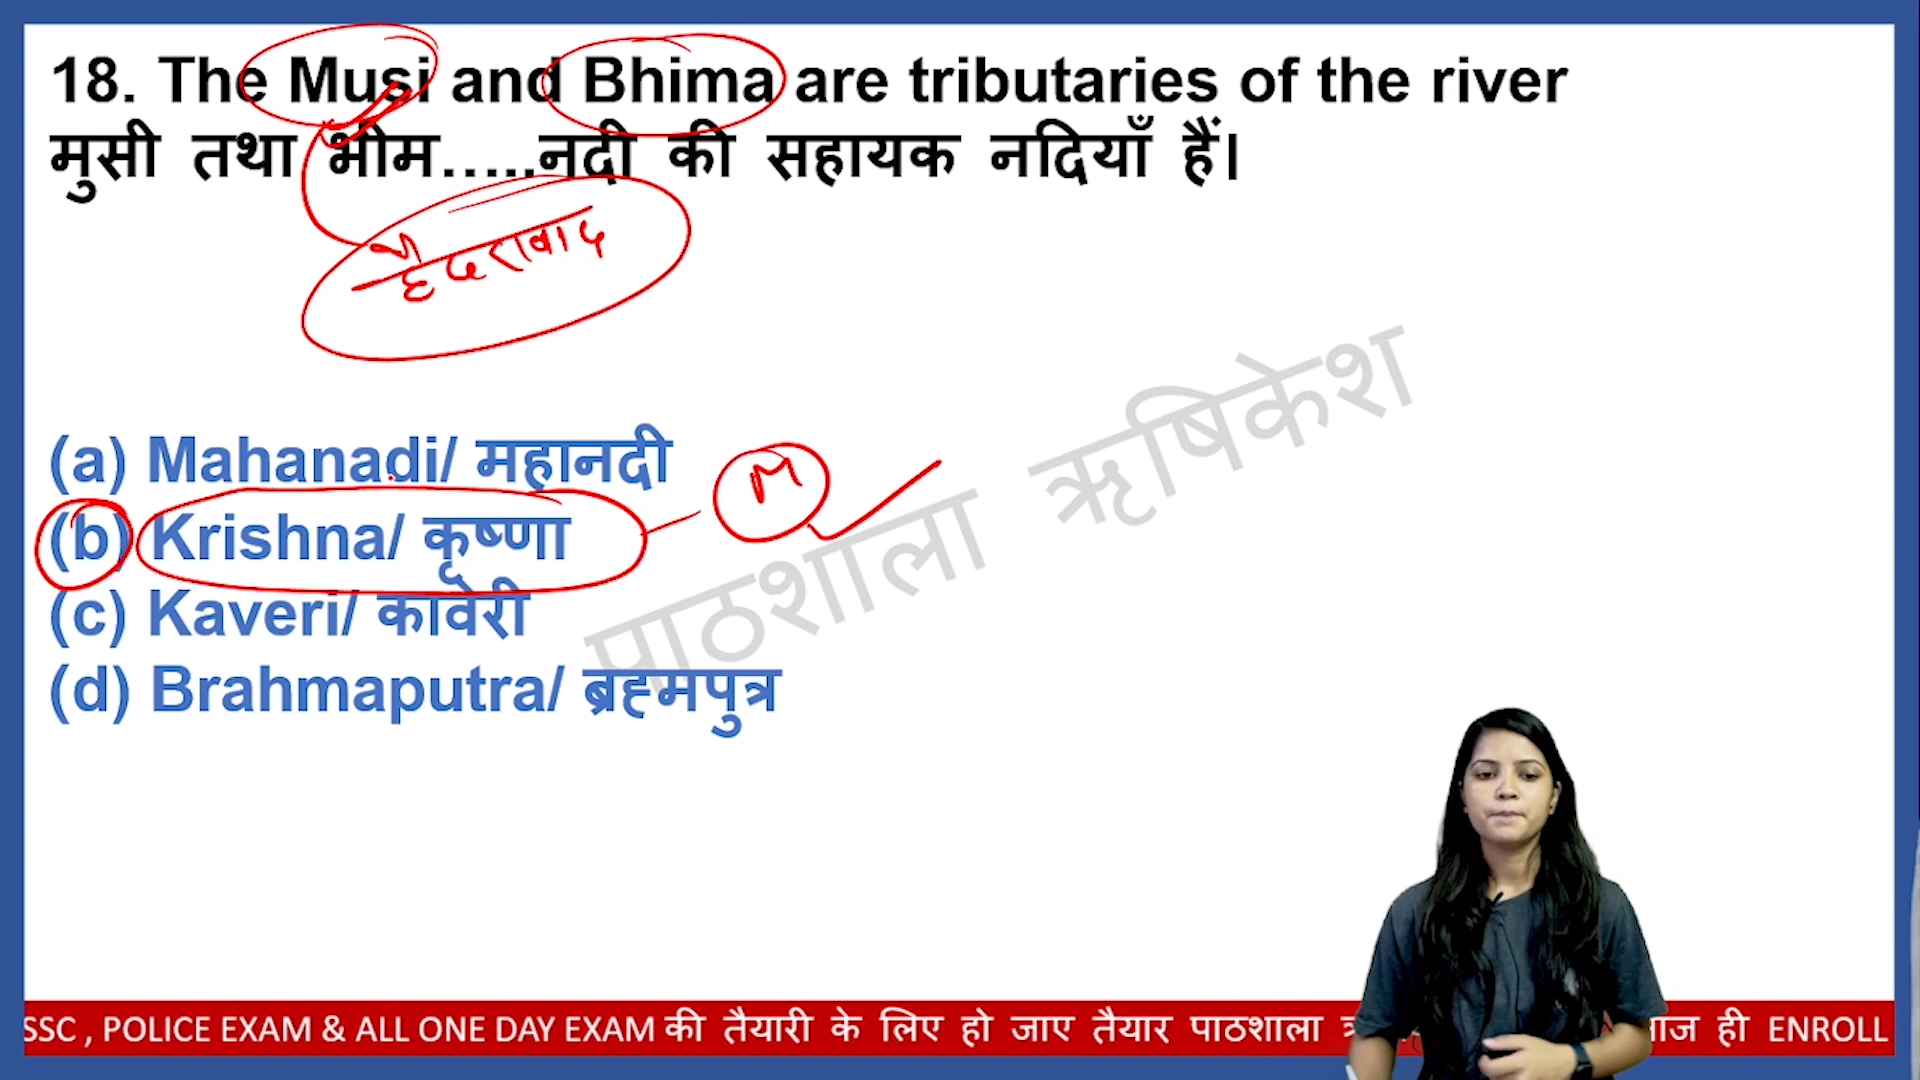 18. The Musi and Bhima are tributaries of the river
मुसी तथा भीम.....नदी की सहायक नदियाँ हैं।
हैदराबाद
(a) Mahanadi/ महानदी
(b) Krishna/ कृष्णा
M
(c) Kaveri/ कावेरी
(d) Brahmaputra/ ब्रह्मपुत्र
पाठशाला ऋषिकेश
SSC , POLICE EXAM & ALL ONE DAY EXAM की तैयारी के लिए हो जाए तैयार पाठशाला ही ENROLL